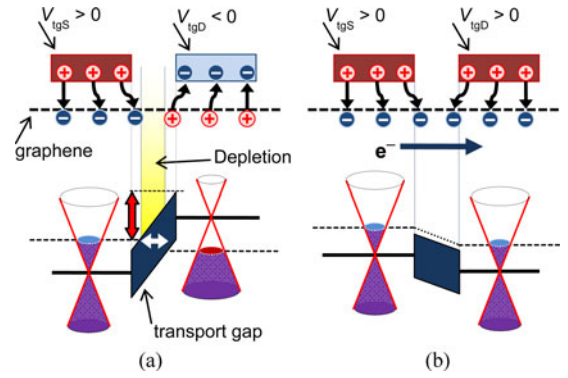 V_tgS > 0
V_tgD < 0
+ + +
− − −
− − − + + +
graphene
Depletion
transport gap
(a)
V_tgS > 0
V_tgD > 0
+ + +
+ + +
− − − − − −
e⁻
(b)